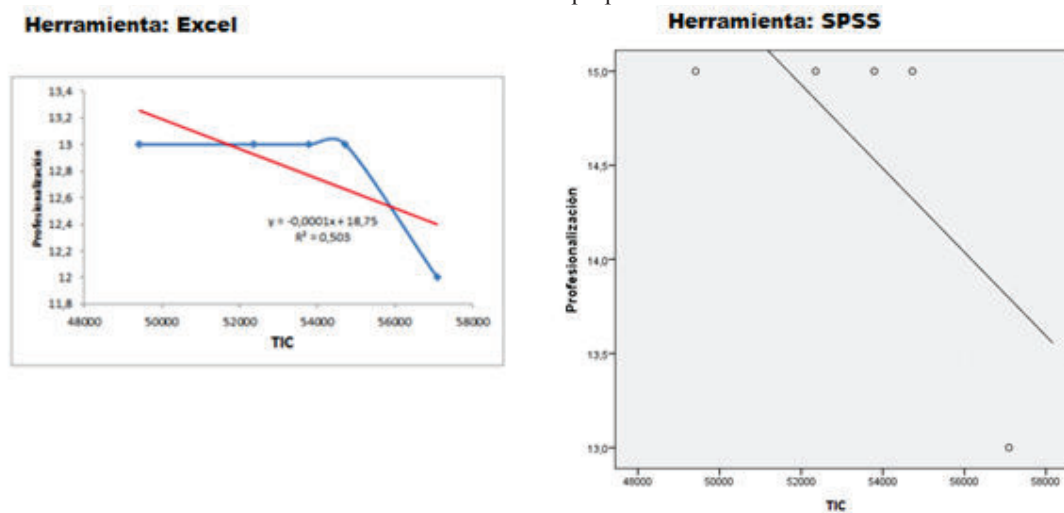 Herramienta: Excel
13,4
13,2
13
12,8
12,6
12,4
12,2
12
11,8
Profesionalización
y = -0,0001x + 18,75
R² = 0,503
48000 50000 52000 54000 56000 58000
TIC
Herramienta: SPSS
15,0
14,5
14,0
13,5
13,0
Profesionalización
48000 50000 52000 54000 56000 58000
TIC